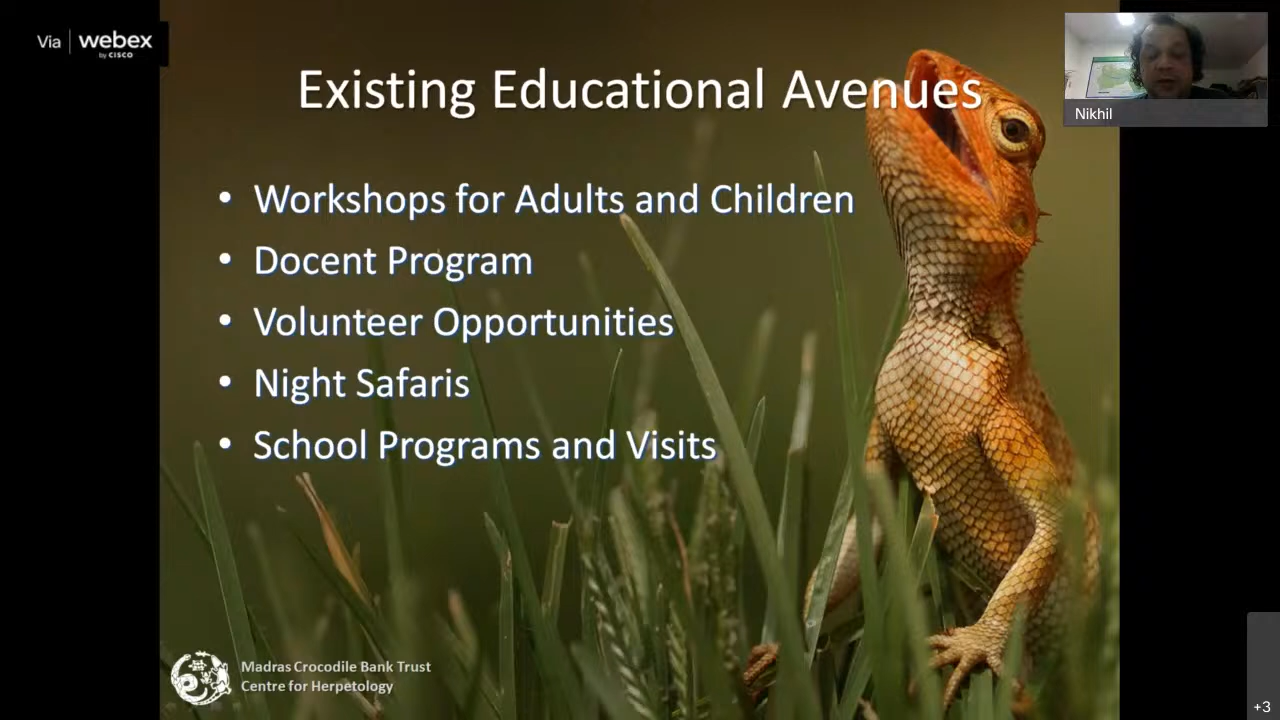 Via webex
by CISCO
Existing Educational Avenues
Nikhil
• Workshops for Adults and Children
• Docent Program
• Volunteer Opportunities
• Night Safaris
• School Programs and Visits
Madras Crocodile Bank Trust
Centre for Herpetology
+3